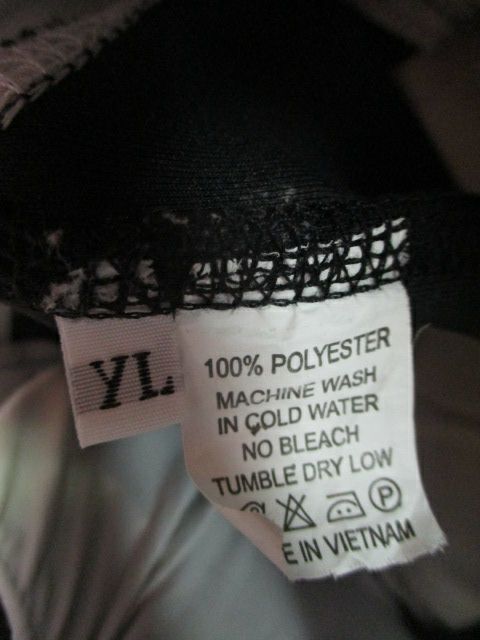 YL
100% POLYESTER
MACHINE WASH
IN COLD WATER
NO BLEACH
TUMBLE DRY LOW
P
E IN VIETNAM